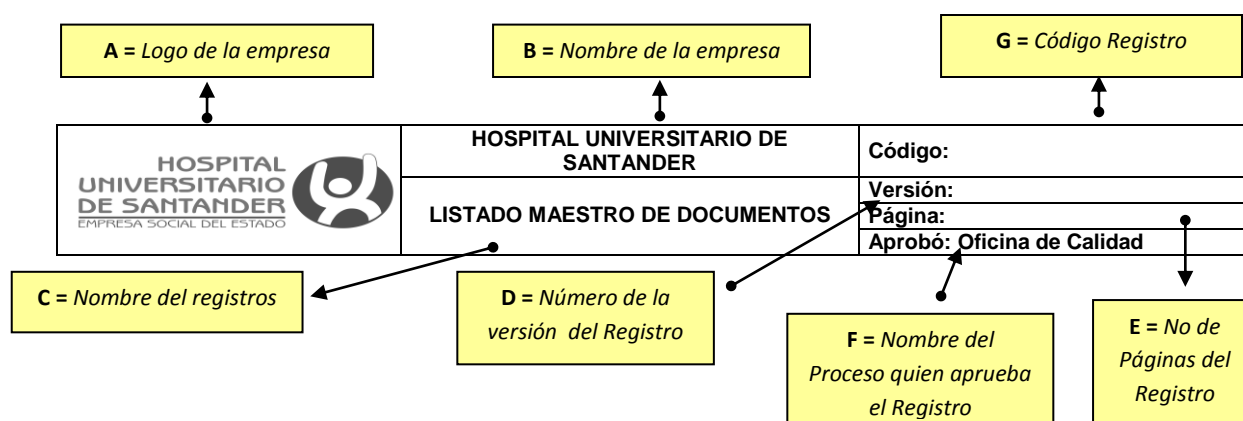 A = Logo de la empresa
B = Nombre de la empresa
G = Código Registro
HOSPITAL
UNIVERSITARIO
DE SANTANDER
EMPRESA SOCIAL DEL ESTADO
HOSPITAL UNIVERSITARIO DE
SANTANDER
LISTADO MAESTRO DE DOCUMENTOS
Código:
Versión:
Página:
Aprobó: Oficina de Calidad
C = Nombre del registros
D = Número de la
versión del Registro
F = Nombre del
Proceso quien aprueba
el Registro
E = No de
Páginas del
Registro